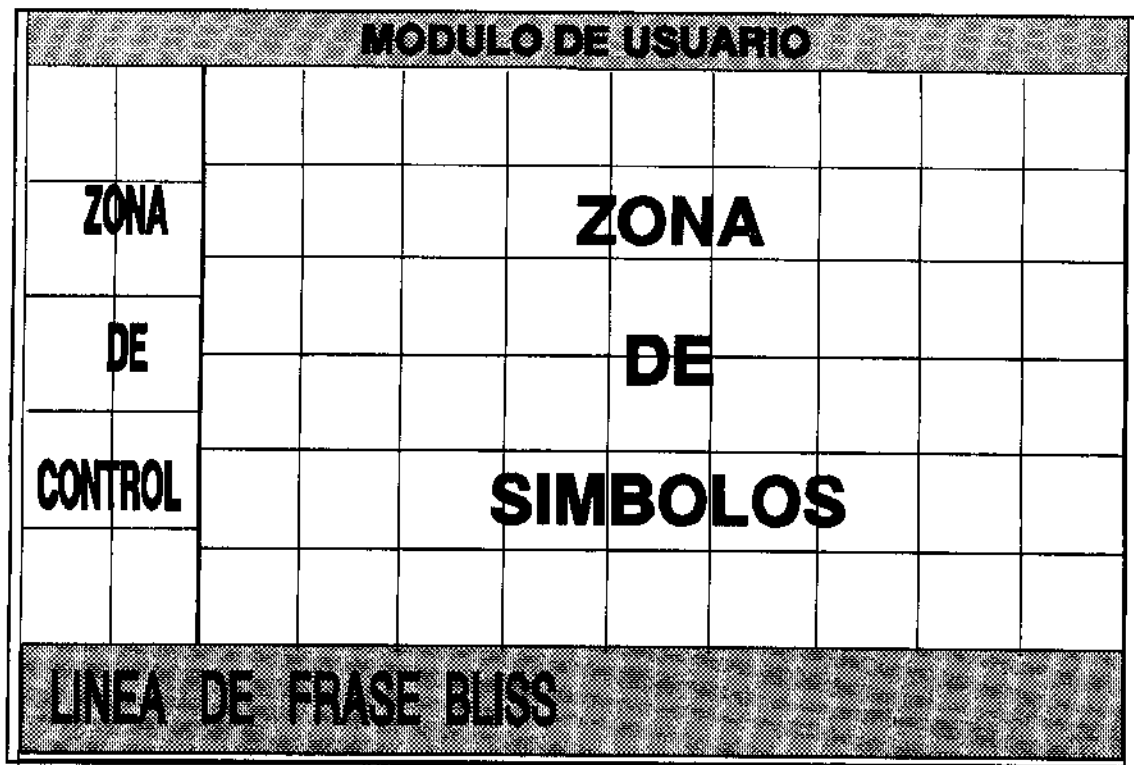 MODULO DE USUARIO
ZONA
DE
CONTROL
ZONA
DE
SIMBOLOS
LINEA DE FRASE BLISS